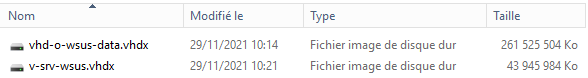 Nom Modifié le Type Taille
vhd-o-wsus-data.vhdx 29/11/2021 10:14 Fichier image de disque dur 261 525 504 Ko
v-srv-wsus.vhdx 29/11/2021 10:21 Fichier image de disque dur 43 945 984 Ko